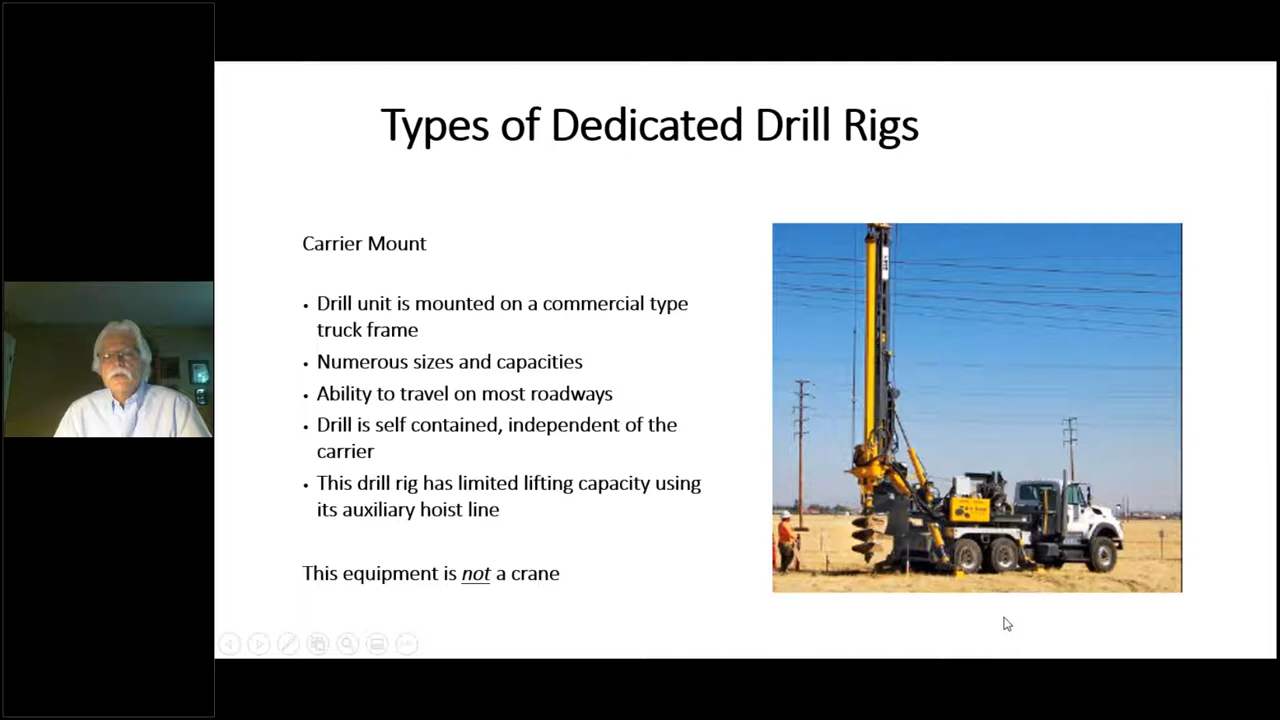 Types of Dedicated Drill Rigs
Carrier Mount
• Drill unit is mounted on a commercial type
truck frame
• Numerous sizes and capacities
• Ability to travel on most roadways
• Drill is self contained, independent of the
carrier
• This drill rig has limited lifting capacity using
its auxiliary hoist line
This equipment is not a crane